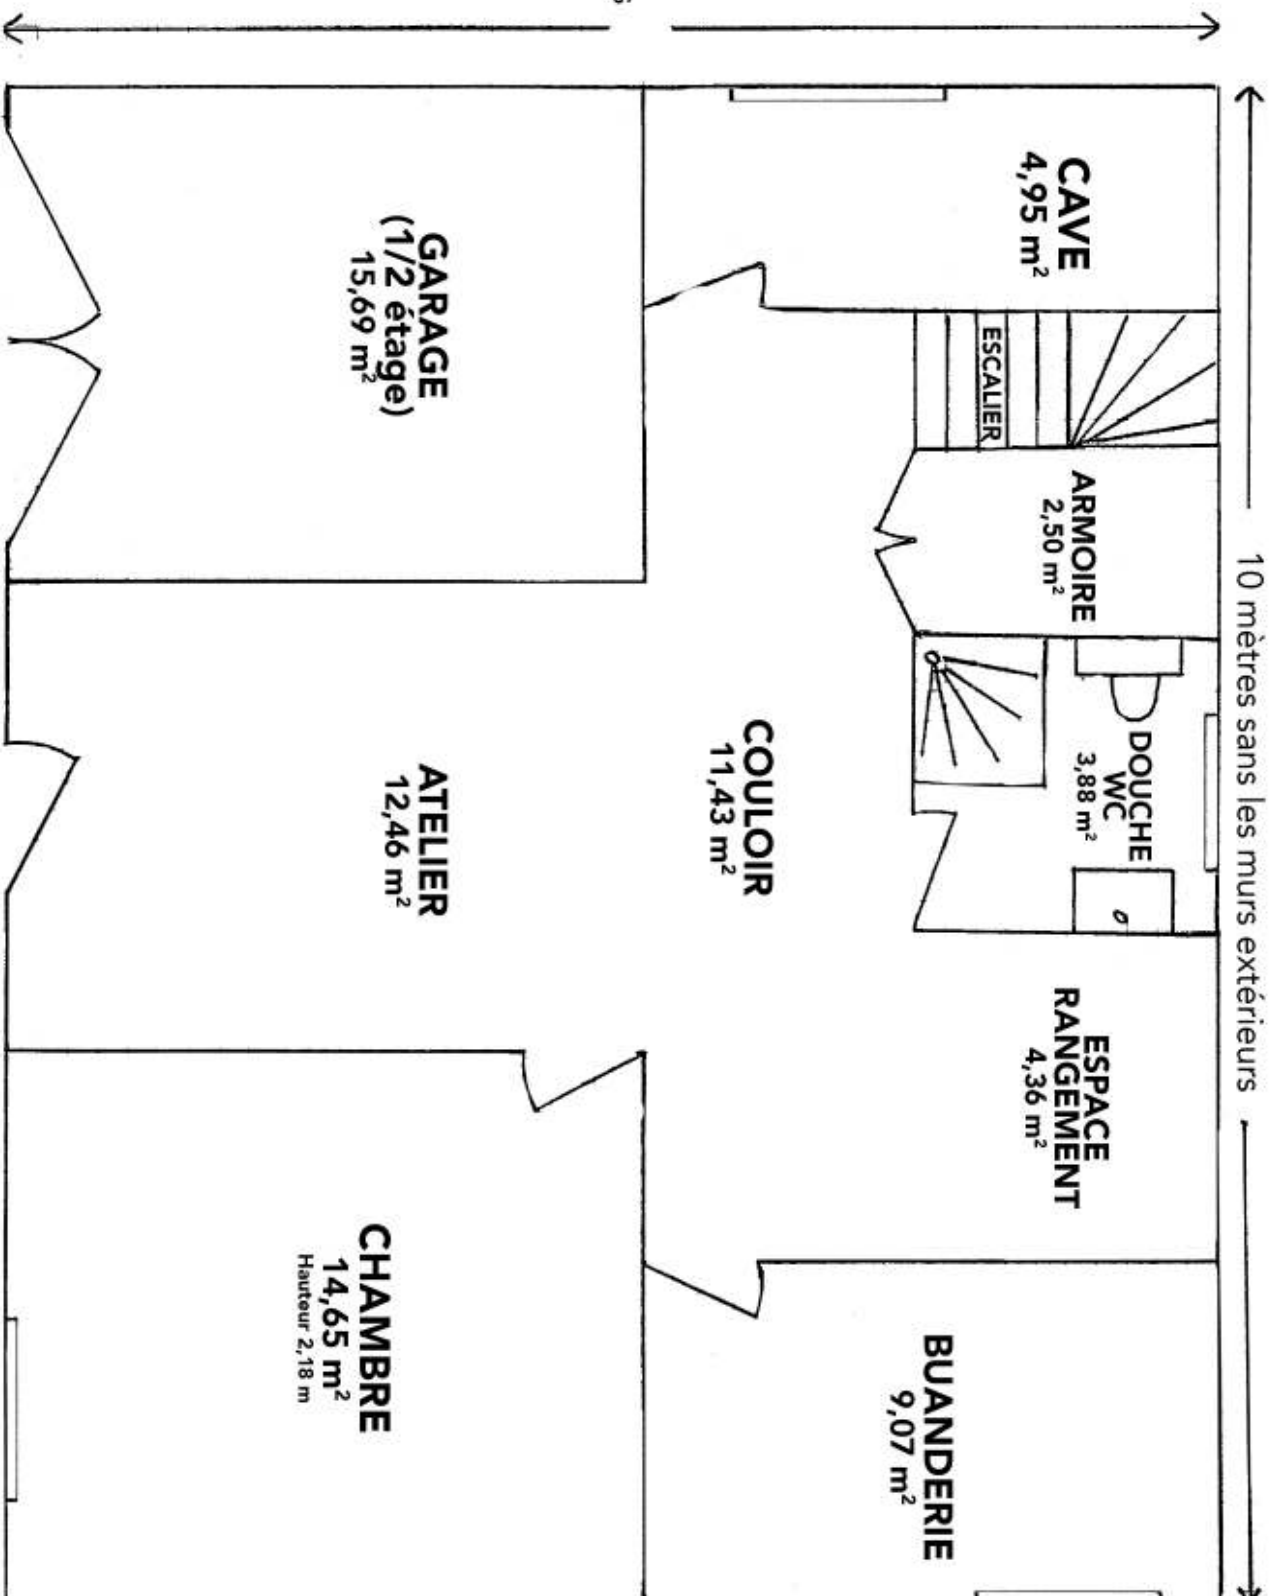 10 mètres sans les murs extérieurs
CAVE
4,95 m²
ESCALIER
ARMOIRE
2,50 m²
DOUCHE
WC
3,88 m²
ESPACE
RANGEMENT
4,36 m²
BUANDERIE
9,07 m²
COULOIR
11,43 m²
GARAGE
(1/2 étage)
15,69 m²
ATELIER
12,46 m²
CHAMBRE
14,65 m²
Hauteur 2,18 m